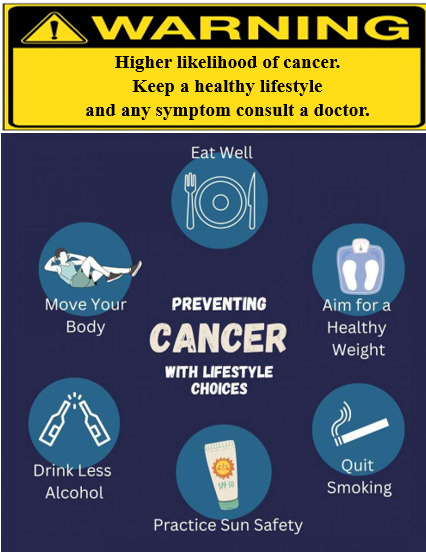 WARNING
Higher likelihood of cancer.
Keep a healthy lifestyle
and any symptom consult a doctor.
Eat Well
Move Your
Body
PREVENTING
CANCER
WITH LIFESTYLE
CHOICES
Aim for a
Healthy
Weight
Drink Less
Alcohol
SPF 50
Quit
Smoking
Practice Sun Safety